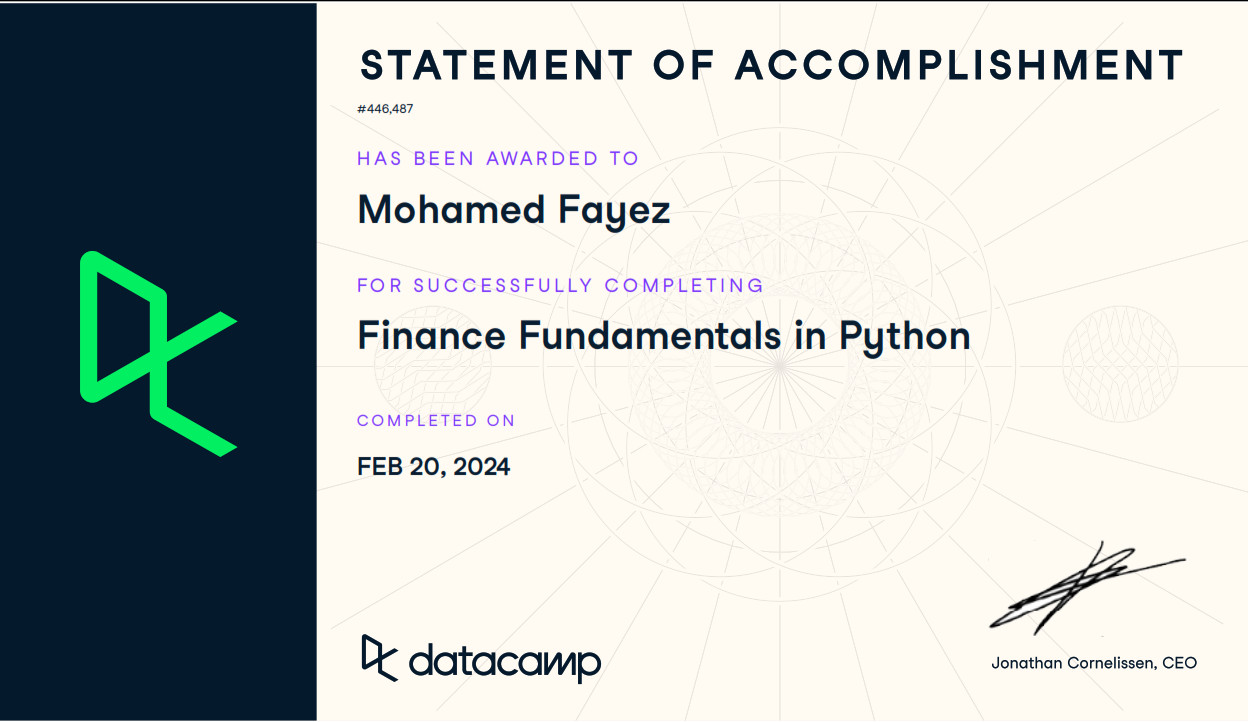 STATEMENT OF ACCOMPLISHMENT
#446,487
HAS BEEN AWARDED TO
Mohamed Fayez
FOR SUCCESSFULLY COMPLETING
Finance Fundamentals in Python
COMPLETED ON
FEB 20, 2024
datacamp
Jonathan Cornelissen, CEO